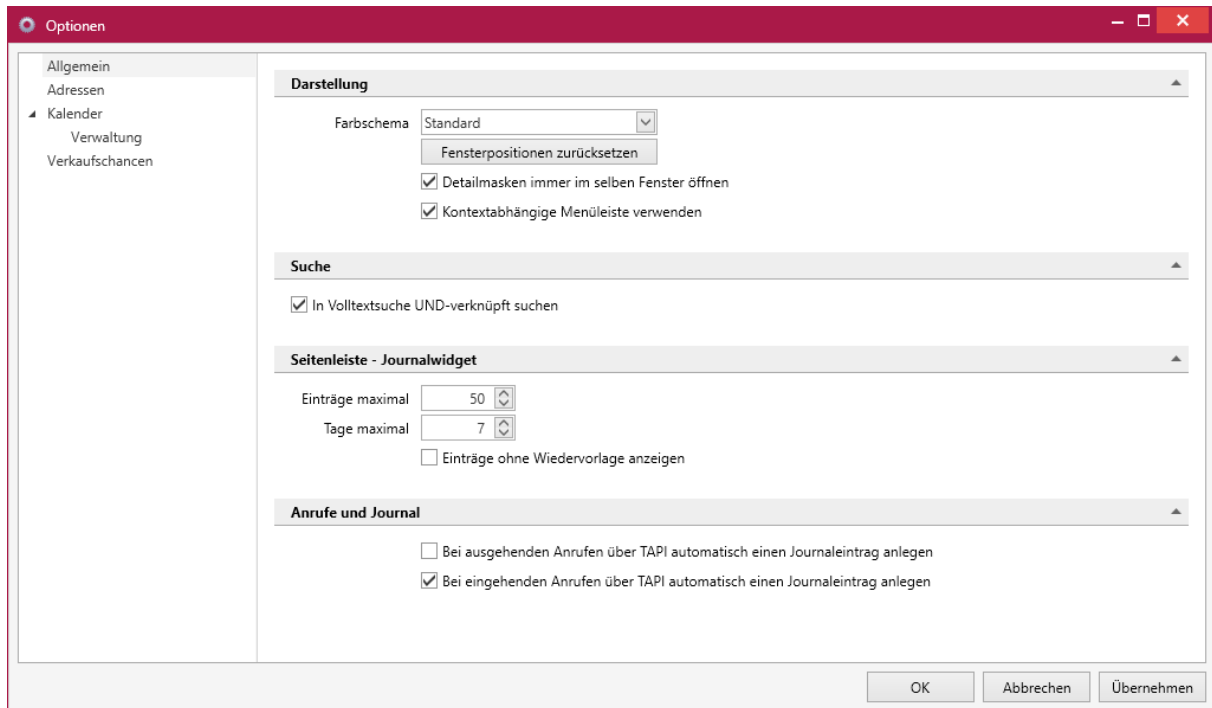 Optionen
Allgemein
Adressen
Kalender
Verwaltung
Verkaufschancen
Darstellung
Farbschema Standard
Fensterpositionen zurücksetzen
Detailmasken immer im selben Fenster öffnen
Kontextabhängige Menüleiste verwenden
Suche
In Volltextsuche UND-verknüpft suchen
Seitenleiste - Journalwidget
Einträge maximal 50
Tage maximal 7
Einträge ohne Wiedervorlage anzeigen
Anrufe und Journal
Bei ausgehenden Anrufen über TAPI automatisch einen Journaleintrag anlegen
Bei eingehenden Anrufen über TAPI automatisch einen Journaleintrag anlegen
OK Abbrechen Übernehmen